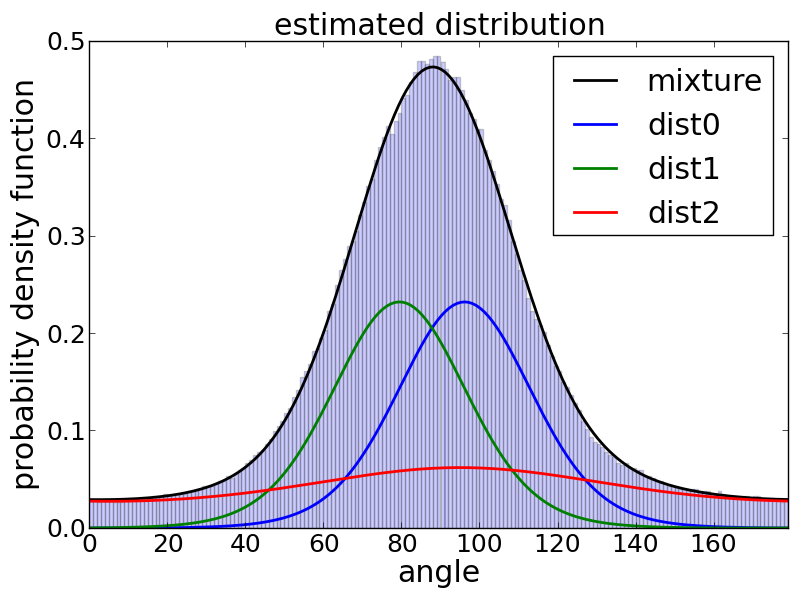 estimated distribution
probability density function
0.5
0.4
0.3
0.2
0.1
0.0
mixture
dist0
dist1
dist2
0 20 40 60 80 100 120 140 160
angle